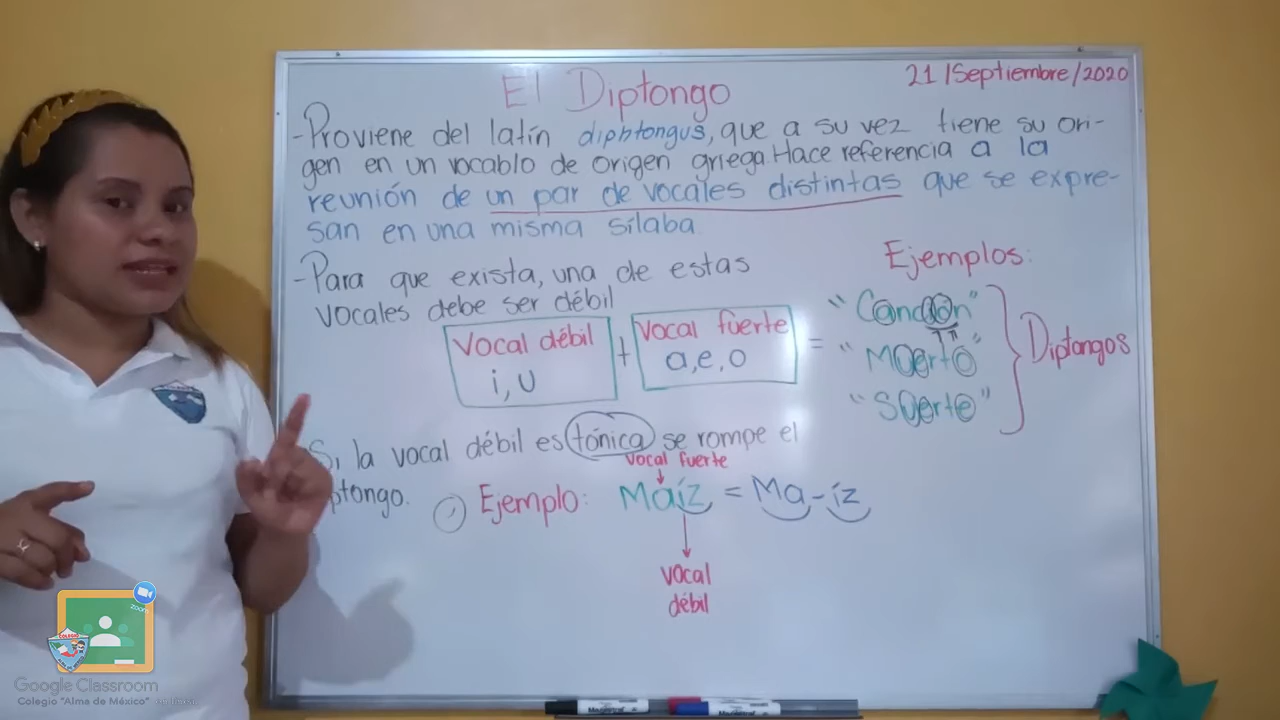 El Diptongo
21/Septiembre/2020
-Proviene del latín diphtongus, que a su vez tiene su ori-
gen en un vocablo de origen griega. Hace referencia a la
reunión de un par de vocales distintas que se expre-
san en una misma sílaba
-Para que exista, una de estas
vocales debe ser débil
Vocal débil
i, u
+
Vocal fuerte
a, e, o
=
Ejemplos:
"Canción"
"Muerto"
"Suerte"
Diptongos
Si la vocal débil es tónica se rompe el
ptongo.
Ejemplo:
vocal fuerte
Maíz = Ma-íz
vocal
débil
zoom
Google Classroom
Colegio "Alma de México"